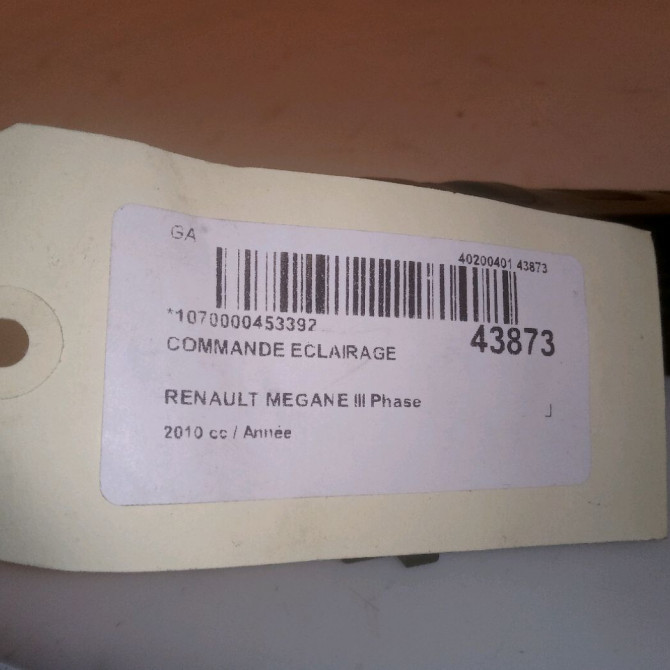 GA
40200401 43873
*1070000453392
43873
COMMANDE ECLAIRAGE
RENAULT MEGANE III Phase
J
2010 cc / Année